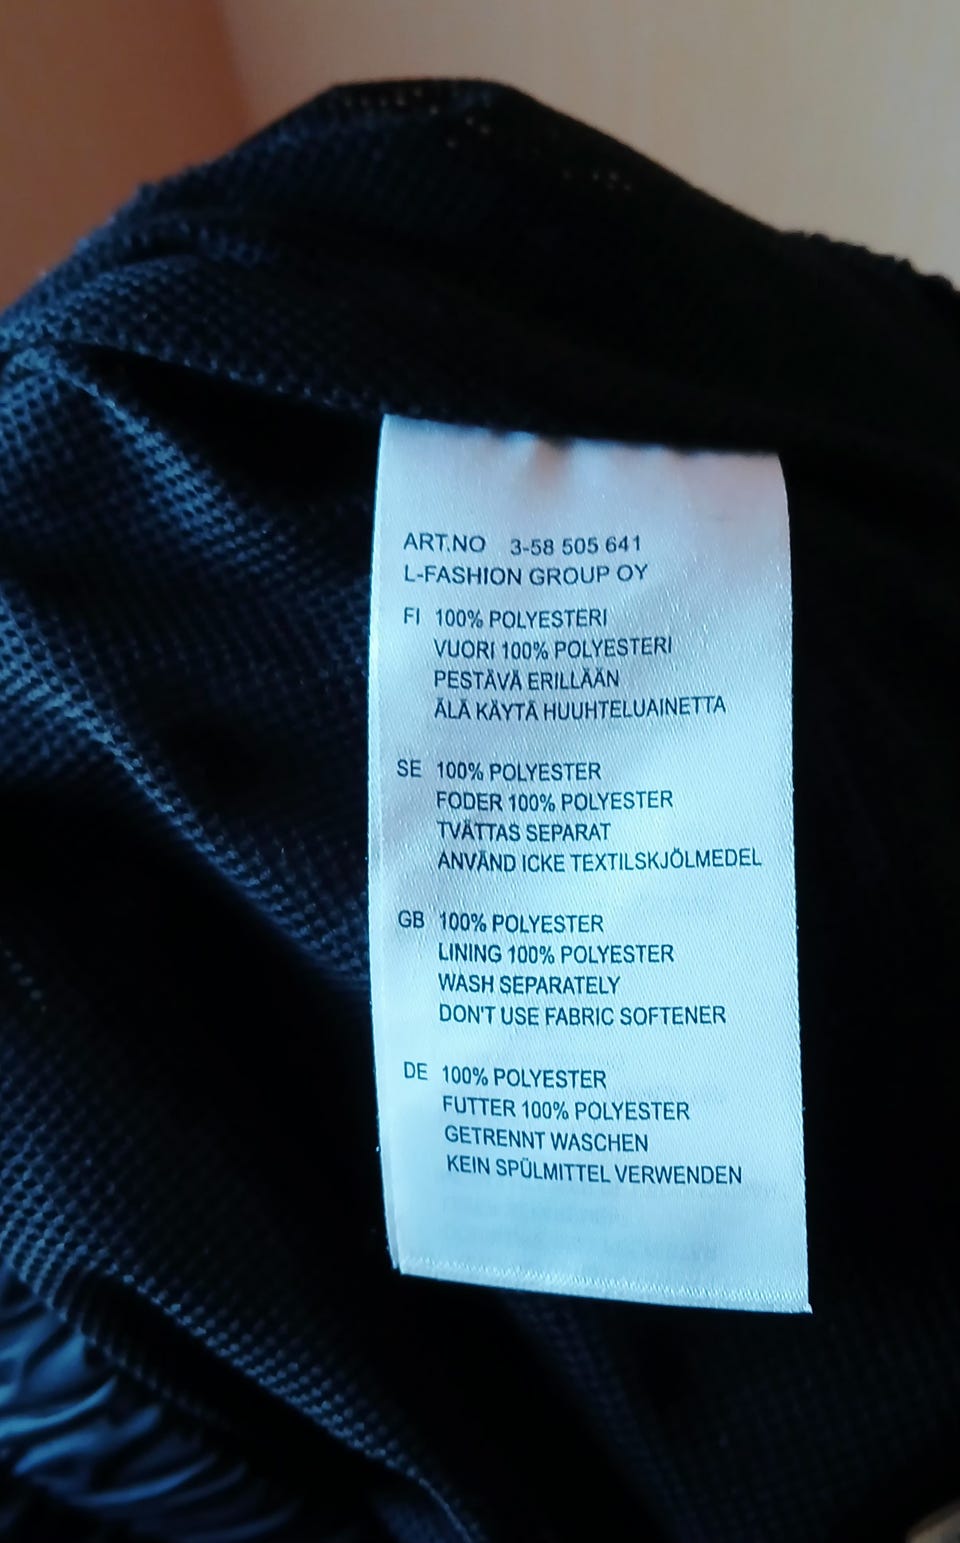 ART.NO 3-58 505 641
L-FASHION GROUP OY
FI 100% POLYESTERI
VUORI 100% POLYESTERI
PESTÄVÄ ERILLÄÄN
ÄLÄ KÄYTÄ HUUHTELUAINETTA
SE 100% POLYESTER
FODER 100% POLYESTER
TVÄTTAS SEPARAT
ANVÄND ICKE TEXTILSKJÖLMEDEL
GB 100% POLYESTER
LINING 100% POLYESTER
WASH SEPARATELY
DON'T USE FABRIC SOFTENER
DE 100% POLYESTER
FUTTER 100% POLYESTER
GETRENNT WASCHEN
KEIN SPÜLMITTEL VERWENDEN